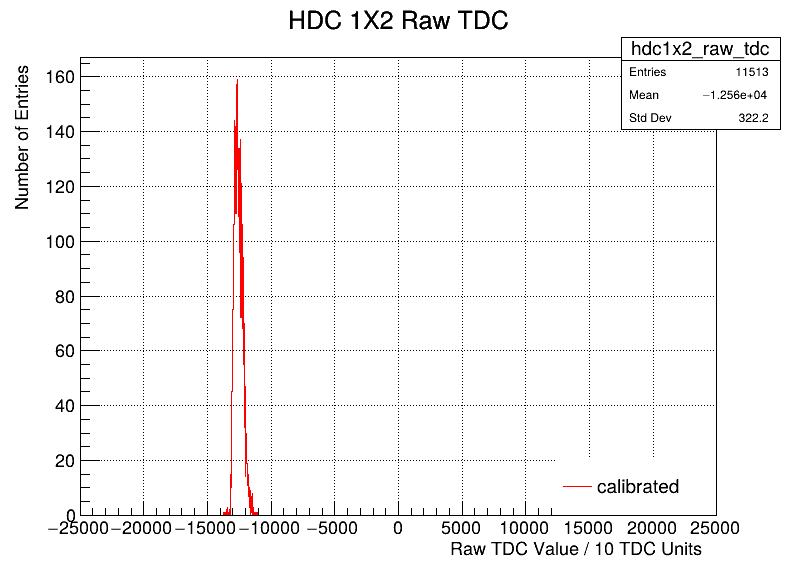 HDC 1X2 Raw TDC
hdc1x2_raw_tdc
Entries 11513
Mean −1.256e+04
Std Dev 322.2
Number of Entries
160
140
120
100
80
60
40
20
0
calibrated
−25000 −20000 −15000 −10000 −5000 0 5000 10000 15000 20000 25000
Raw TDC Value / 10 TDC Units